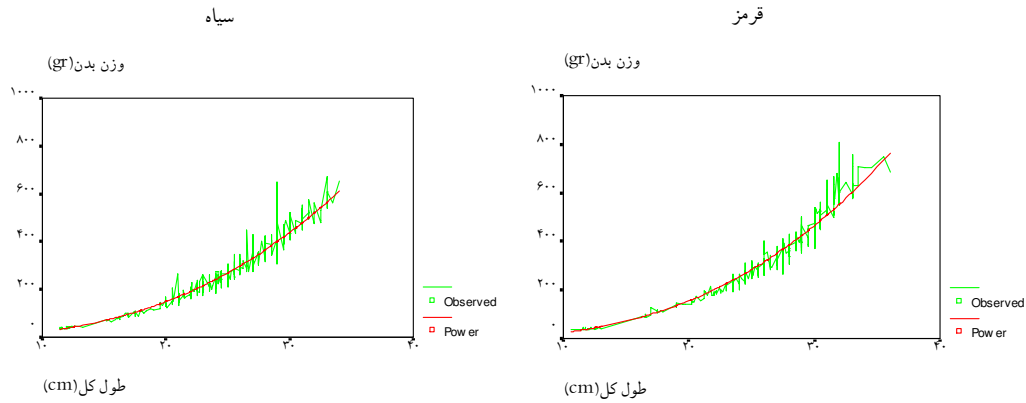 سیاه
وزن بدن(gr)
۱۰۰۰
۸۰۰
۶۰۰
۴۰۰
۲۰۰
۰
۱۰ ۲۰ ۳۰ ۴۰
Observed
Power
طول کل(cm)
قرمز
وزن بدن(gr)
۱۰۰۰
۸۰۰
۶۰۰
۴۰۰
۲۰۰
۰
۱۰ ۲۰ ۳۰ ۴۰
Observed
Power
طول کل(cm)